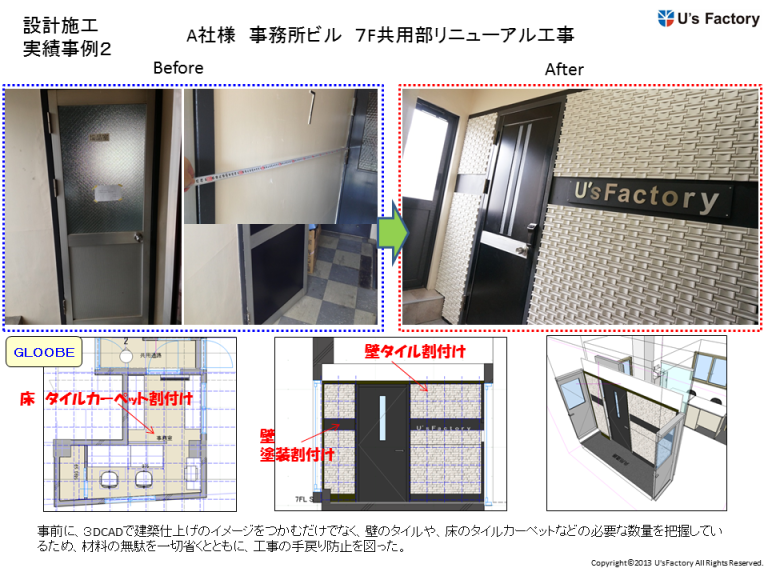 設計施工
実績事例２
A社様　事務所ビル　7F共用部リニューアル工事
U's Factory
Before
After
U'sFactory
GLOOBE
2
共用通路
床　タイルカーペット割付け
事務室
壁タイル割付け
壁
塗装割付け
U'sFactory
7FL S
事前に、３DCADで建築仕上げのイメージをつかむだけでなく、壁のタイルや、床のタイルカーペットなどの必要な数量を把握してい
るため、材料の無駄を一切省くとともに、工事の手戻り防止を図った。
Copyright©2013 U'sFactory All Rights Reserved.